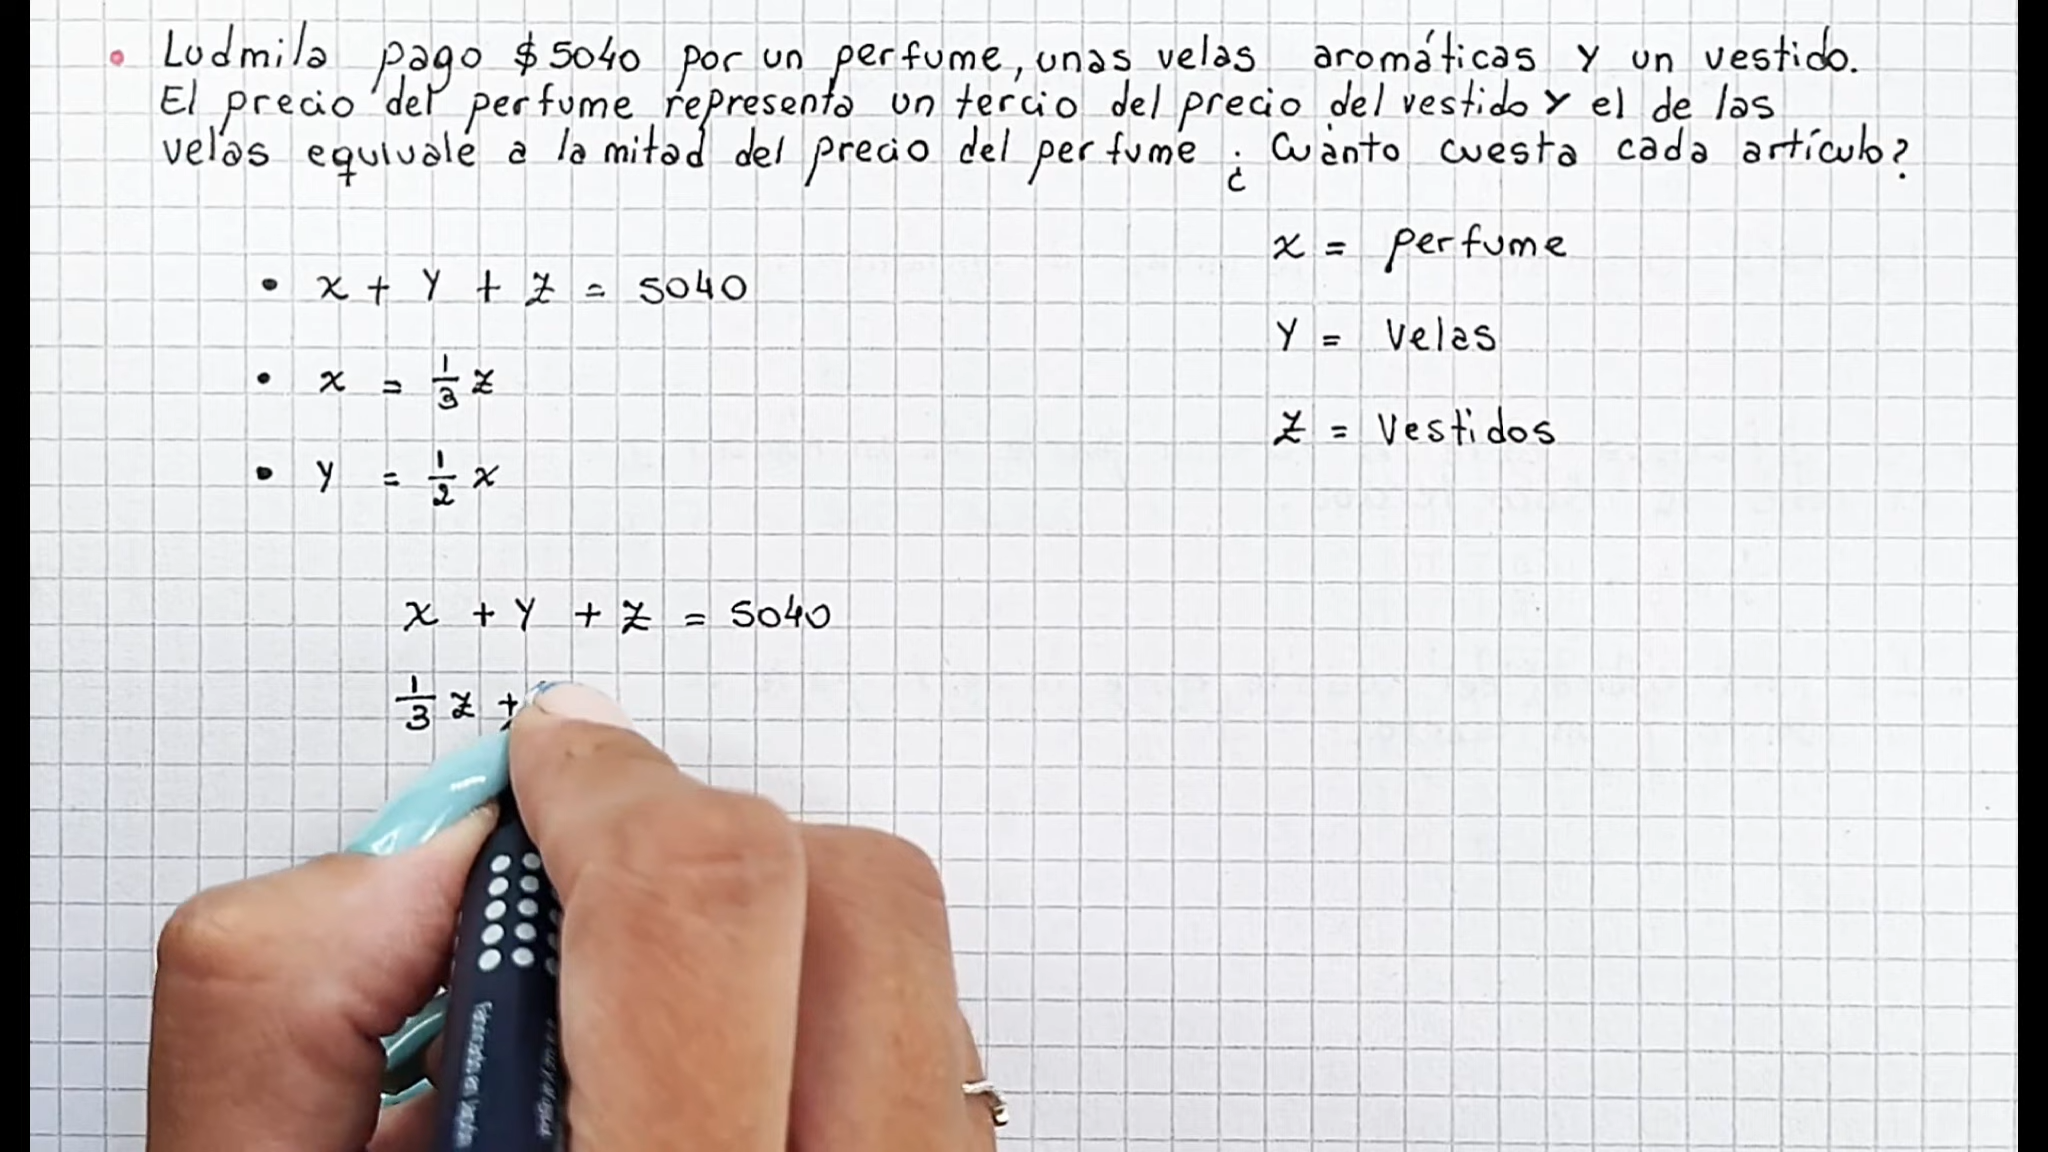 • Ludmila pago $5040 por un perfume, unas velas aromáticas y un vestido.
El precio del perfume representa un tercio del precio del vestido y el de las
velas equivale a la mitad del precio del perfume ¿Cuànto cuesta cada artículo?
x = perfume
• x + y + z = 5040
y = velas
• x = 1/3 z
z = Vestidos
• y = 1/2 x
x + y + z = 5040
1/3 z +